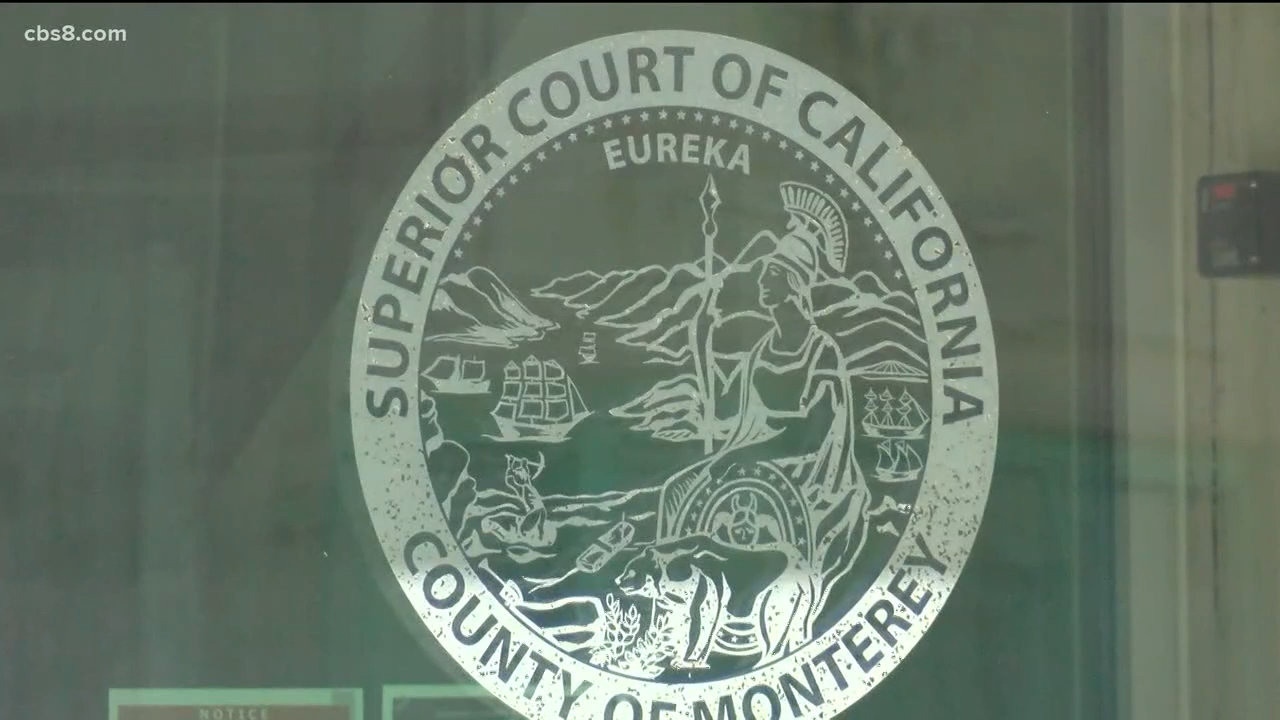 cbs8.com
SUPERIOR COURT OF CALIFORNIA
EUREKA
COUNTY OF MONTEREY
NOTICE